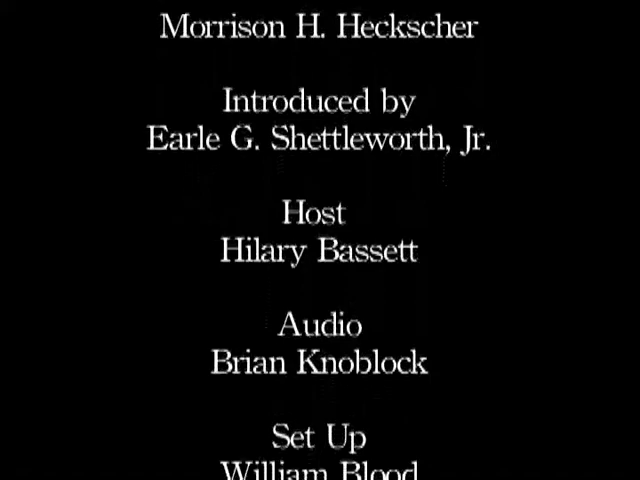 Morrison H. Heckscher
Introduced by
Earle G. Shettleworth, Jr.
Host
Hilary Bassett
Audio
Brian Knoblock
Set Up
William Blood